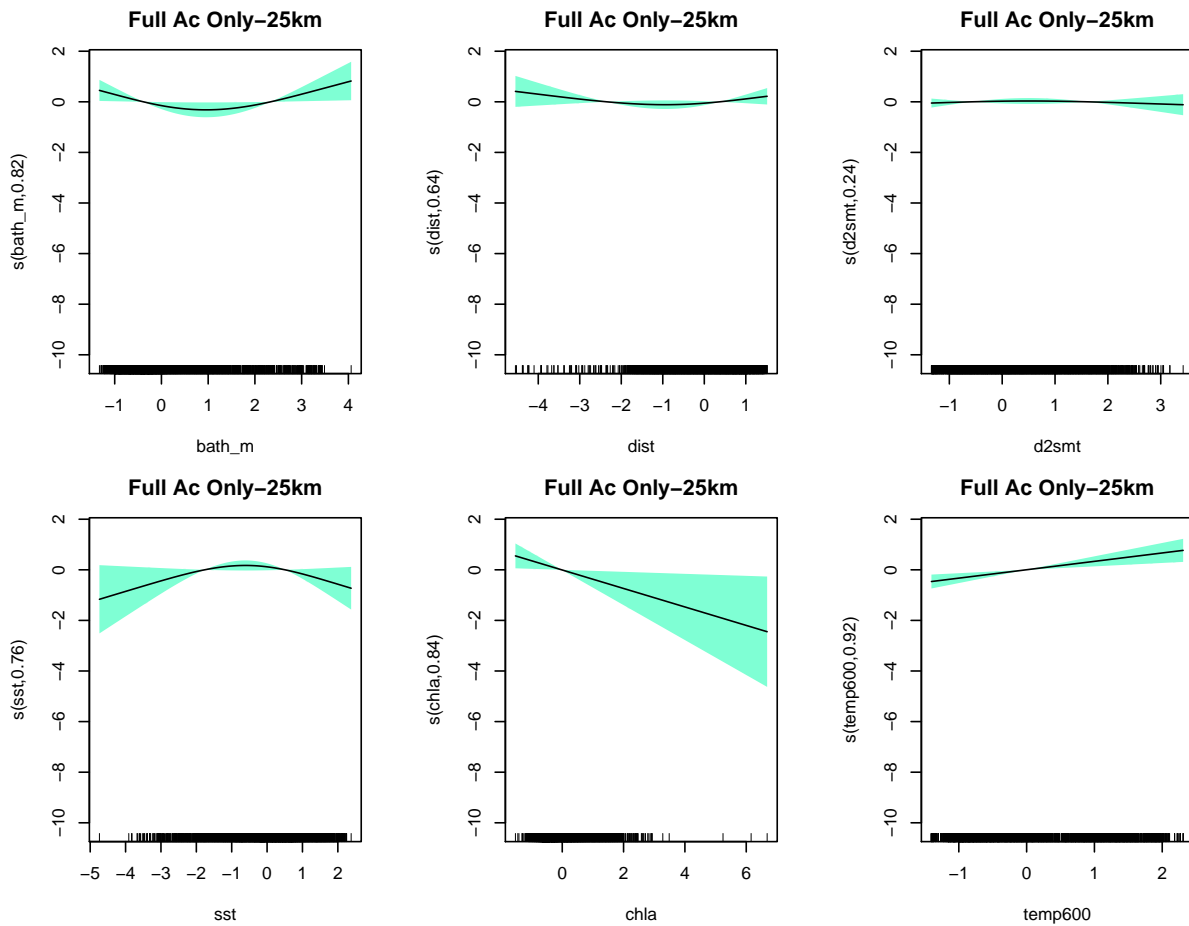 Full Ac Only−25km
s(bath_m,0.82)
2
0
−2
−4
−6
−8
−10
−1 0 1 2 3 4
bath_m
Full Ac Only−25km
s(dist,0.64)
2
0
−2
−4
−6
−8
−10
−4 −3 −2 −1 0 1
dist
Full Ac Only−25km
s(d2smt,0.24)
2
0
−2
−4
−6
−8
−10
−1 0 1 2 3
d2smt
Full Ac Only−25km
s(sst,0.76)
2
0
−2
−4
−6
−8
−10
−5 −4 −3 −2 −1 0 1 2
sst
Full Ac Only−25km
s(chla,0.84)
2
0
−2
−4
−6
−8
−10
0 2 4 6
chla
Full Ac Only−25km
s(temp600,0.92)
2
0
−2
−4
−6
−8
−10
−1 0 1 2
temp600